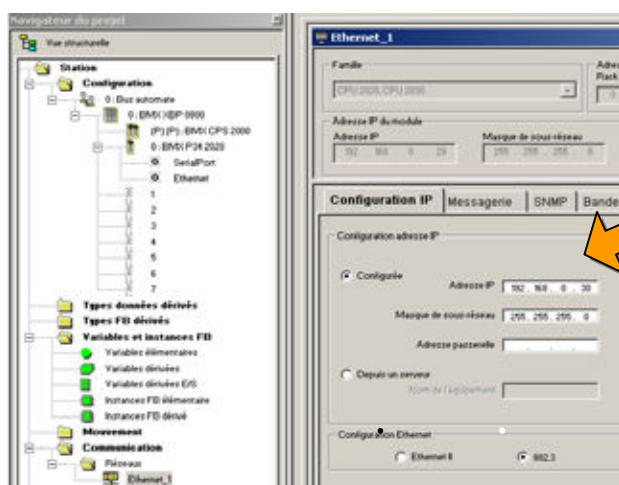 Navigateur du projet
Vue structurelle
Station
Configuration
0 : Bus automate
0 : BMX XBP 0800
(P) (P) : BMX CPS 2000
0 : BMX P34 2020
SerialPort
Ethernet
1
2
3
4
5
6
7
Types données dérivés
Types FB dérivés
Variables et instances FB
Variables élémentaires
Variables dérivées
Variables dérivées E/S
Instances FB élémentaire
Instances FB dérivé
Mouvement
Communication
Réseaux
Ethernet_1
Ethernet_1
Famille
CPU 2020, CPU 2030
Rack
0
Adresse IP du module
Adresse IP
Masque de sous-réseau
192 . 168 . 0 . 29
255 . 255 . 255 . 0
Configuration IP
Messagerie
SNMP
Bande
Configuration adresse IP
Configurée
Adresse IP
192 . 168 . 0 . 30
Masque de sous-réseau
255 . 255 . 255 . 0
Adresse passerelle
. . .
Depuis un serveur
Nom de l'équipement
Configuration Ethernet
Ethernet II
802.3